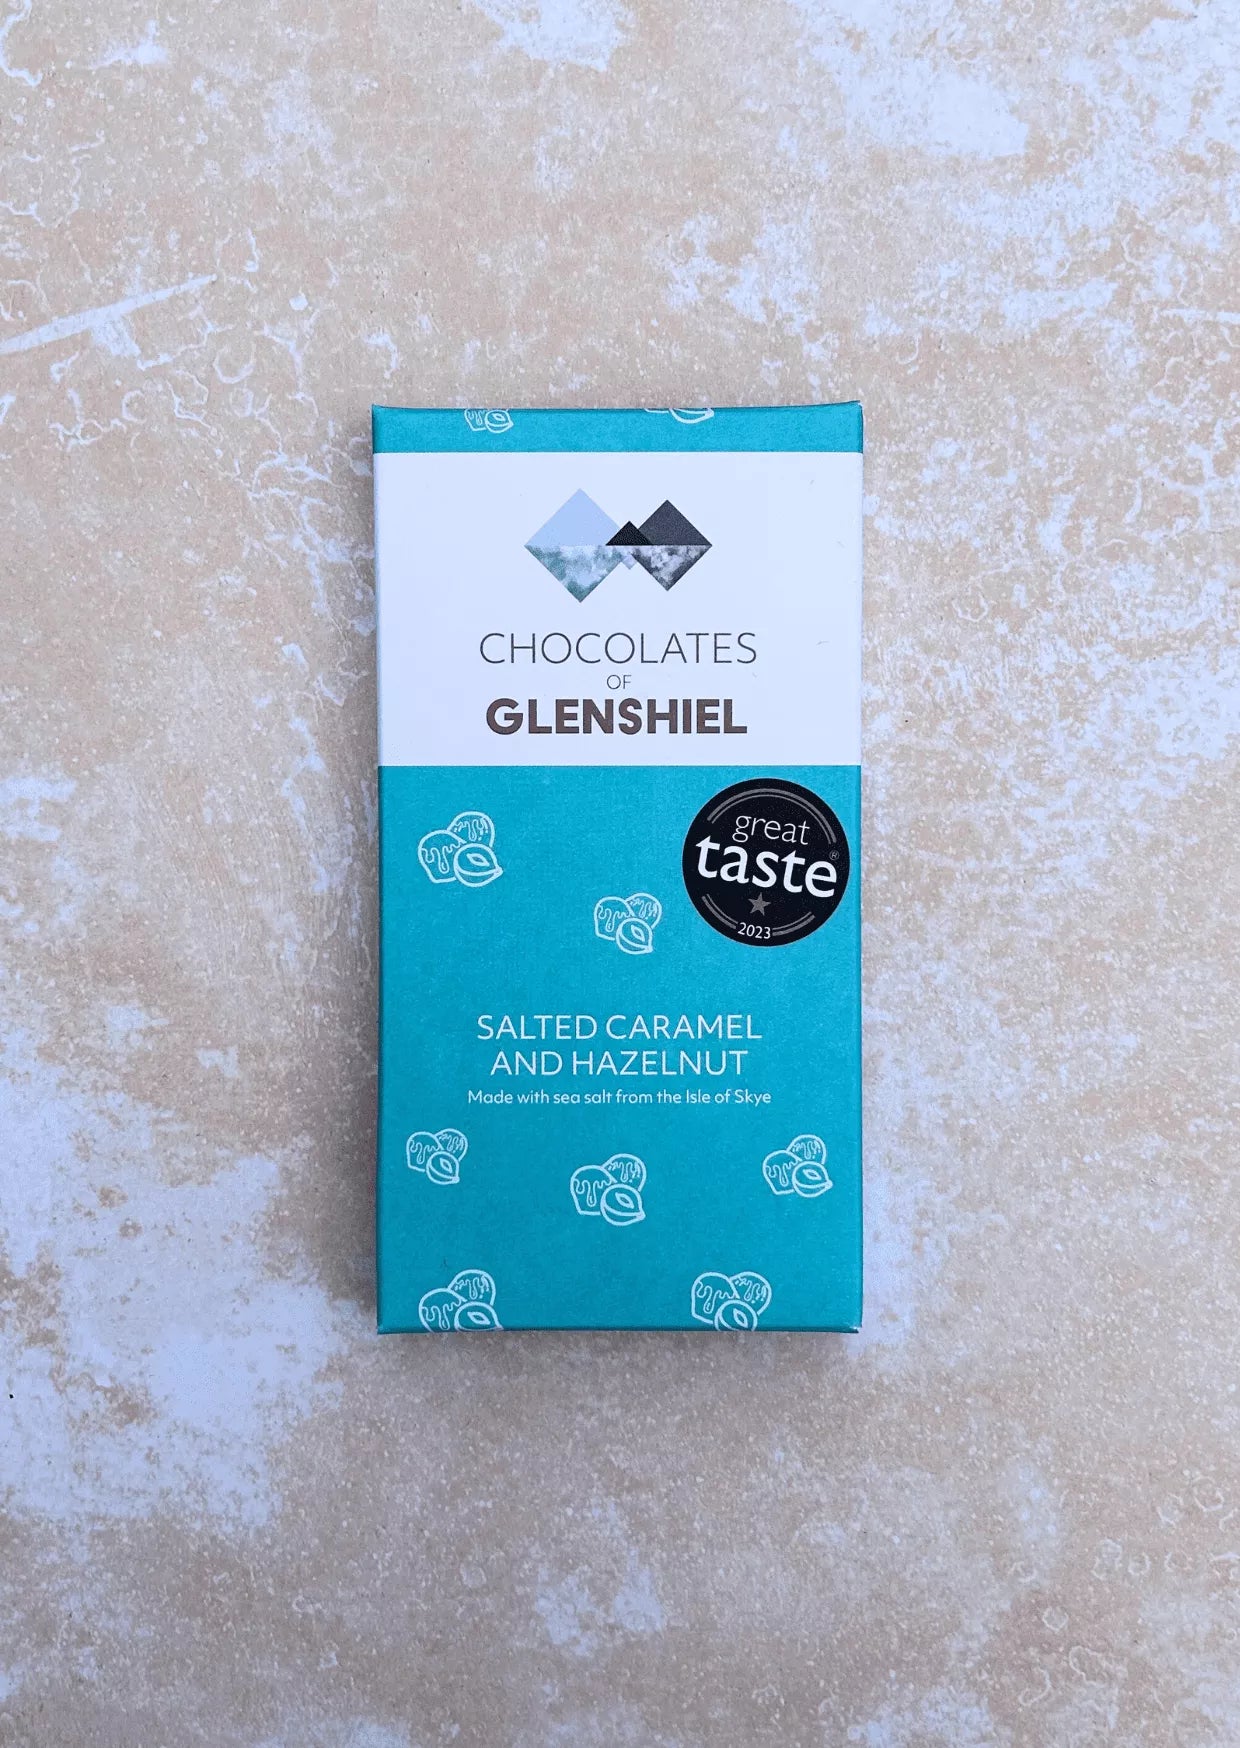 CHOCOLATES
OF
GLENSHIEL
great
taste®
2023
SALTED CARAMEL
AND HAZELNUT
Made with sea salt from the Isle of Skye